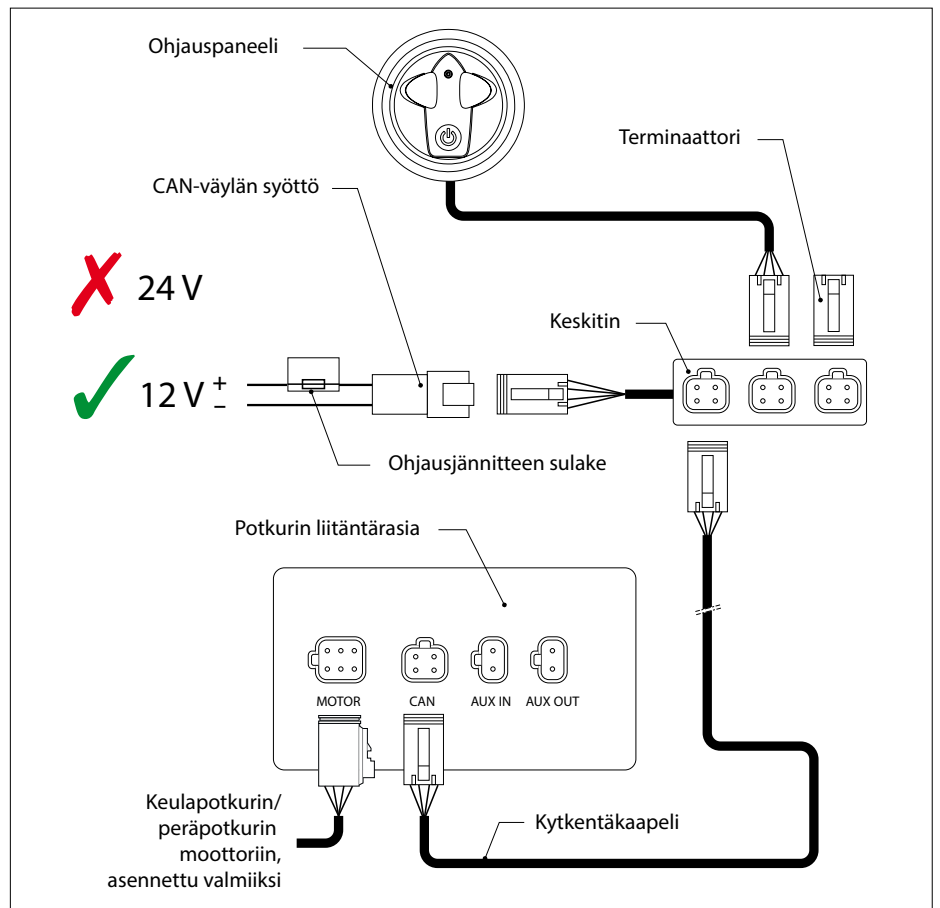 Ohjauspaneeli
Terminaattori
CAN-väylän syöttö
24 V
Keskitin
12 V + –
Ohjausjännitteen sulake
Potkurin liitäntärasia
MOTOR
CAN
AUX IN
AUX OUT
Keulapotkurin/
peräpotkurin
moottoriin,
asennettu valmiiksi
Kytkentäkaapeli